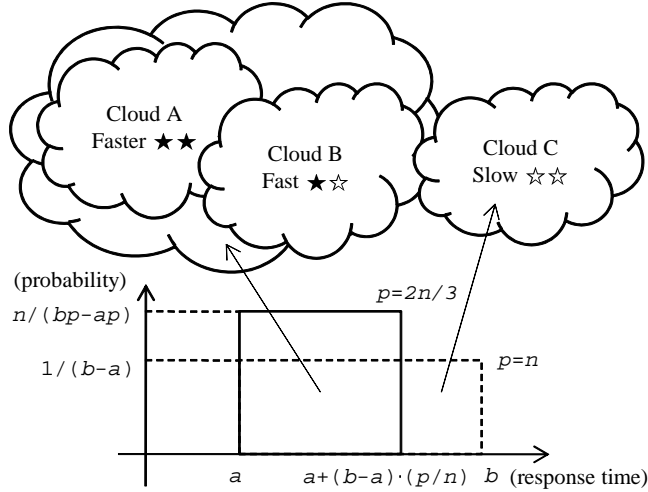 Cloud A
Faster ★★
Cloud B
Fast ★☆
Cloud C
Slow ☆☆
(probability)
p=2n/3
n/(bp-ap)
1/(b-a)
p=n
a
a+(b-a)·(p/n)
b
(response time)